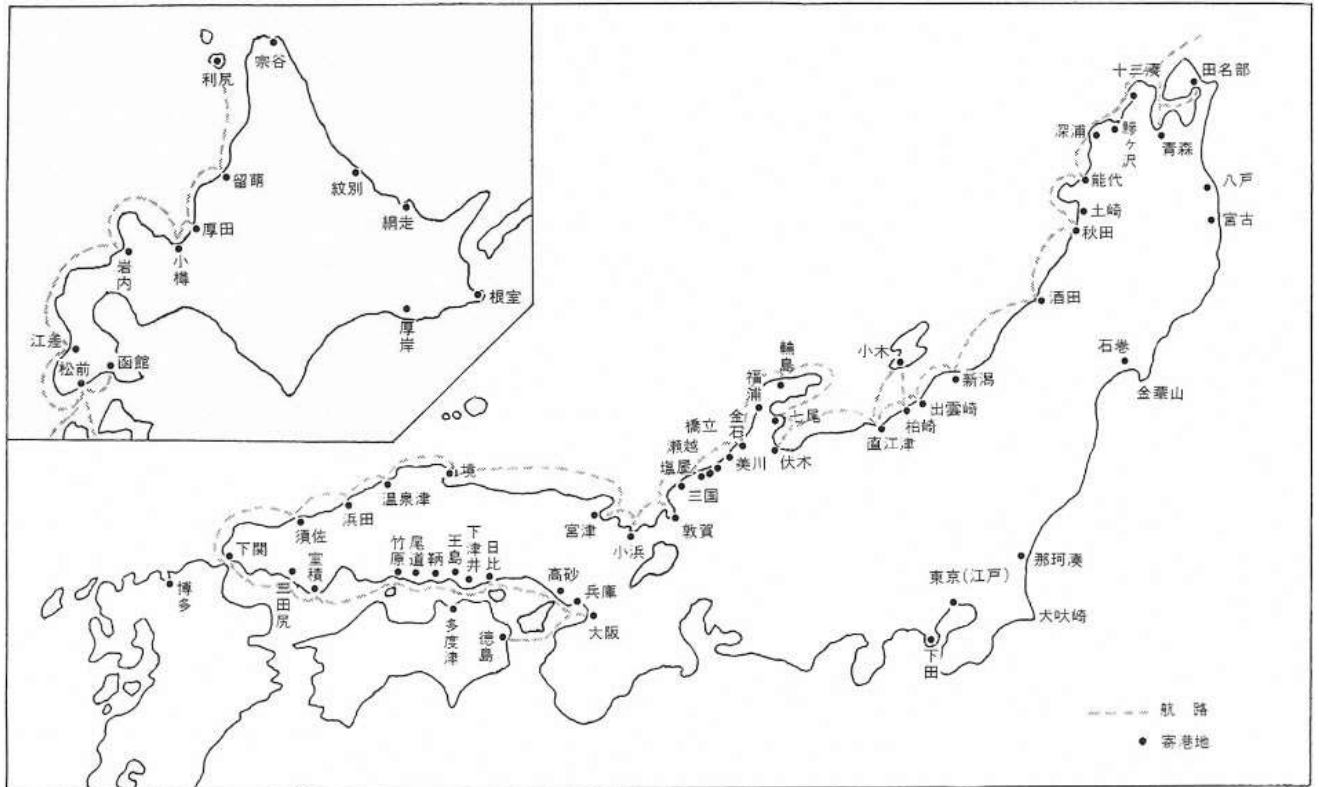 利尻
宗谷
留萌
紋別
網走
厚田
小樽
岩内
根室
厚岸
江差
松前
函館
十三湊
田名部
深浦
鰺ヶ沢
青森
能代
八戸
土崎
宮古
秋田
酒田
石巻
金華山
小木
新潟
出雲崎
柏崎
直江津
輪島
福浦
七尾
金石
橋立
瀬越
塩屋
美川
伏木
三国
敦賀
小浜
宮津
境
温泉津
浜田
須佐
下関
博多
室積
三田尻
竹原
尾道
鞆
玉島
下津井
日比
高砂
兵庫
大阪
多度津
徳島
那珂湊
東京(江戸)
犬吠崎
下田
航路
寄港地